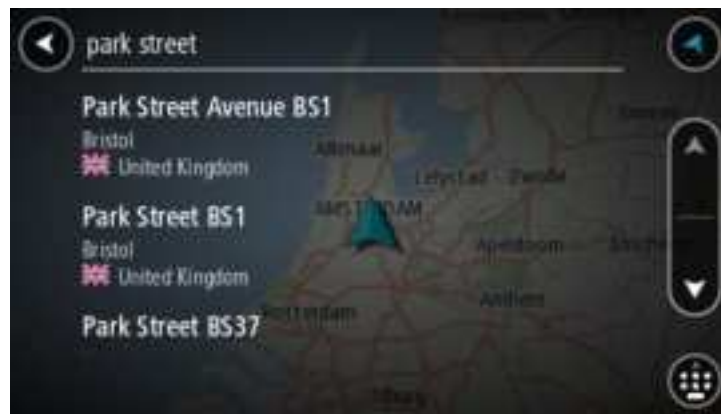 park street
Park Street Avenue BS1
Bristol
United Kingdom
Park Street BS1
Bristol
United Kingdom
Park Street BS37
Alkmaar
Lelystad
Zwolle
AMSTERDAM
Apeldoorn
Rotterdam
Arnhem
Tilburg